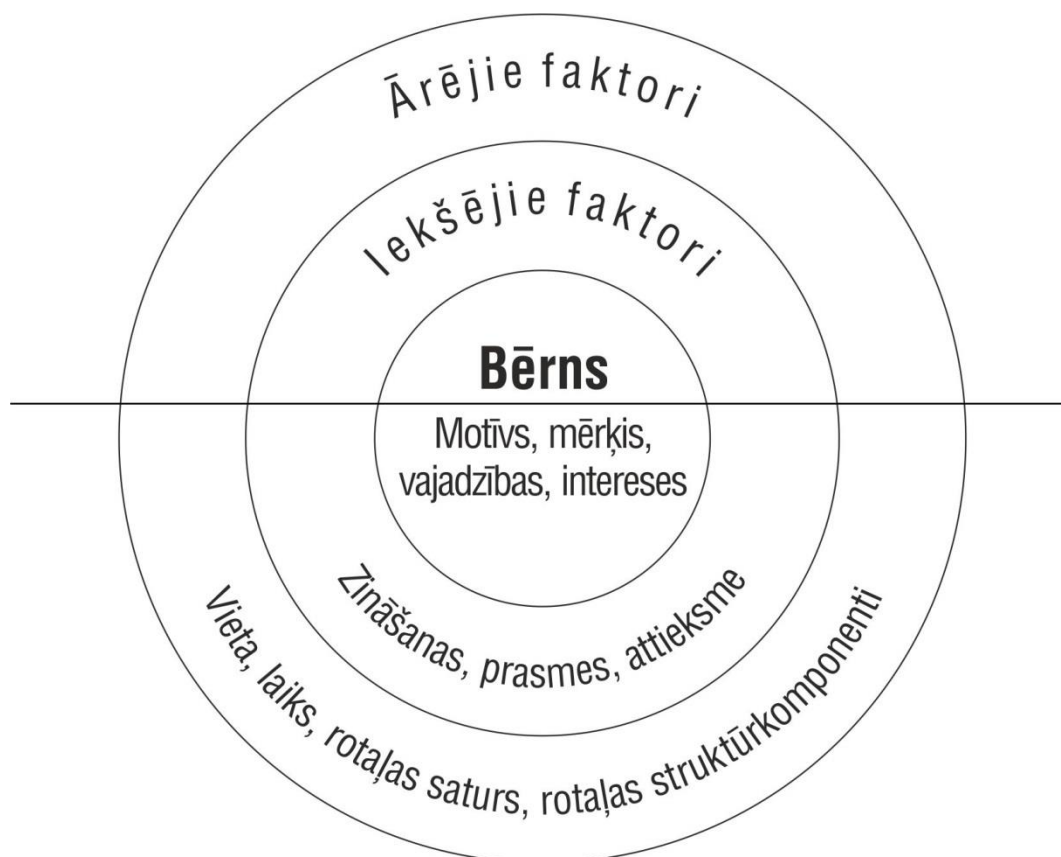 Ārējie faktori
Iekšējie faktori
Bērns
Motīvs, mērķis,
vajadzības, intereses
Zināšanas, prasmes, attieksme
Vieta, laiks, rotaļas saturs, rotaļas struktūrkomponenti